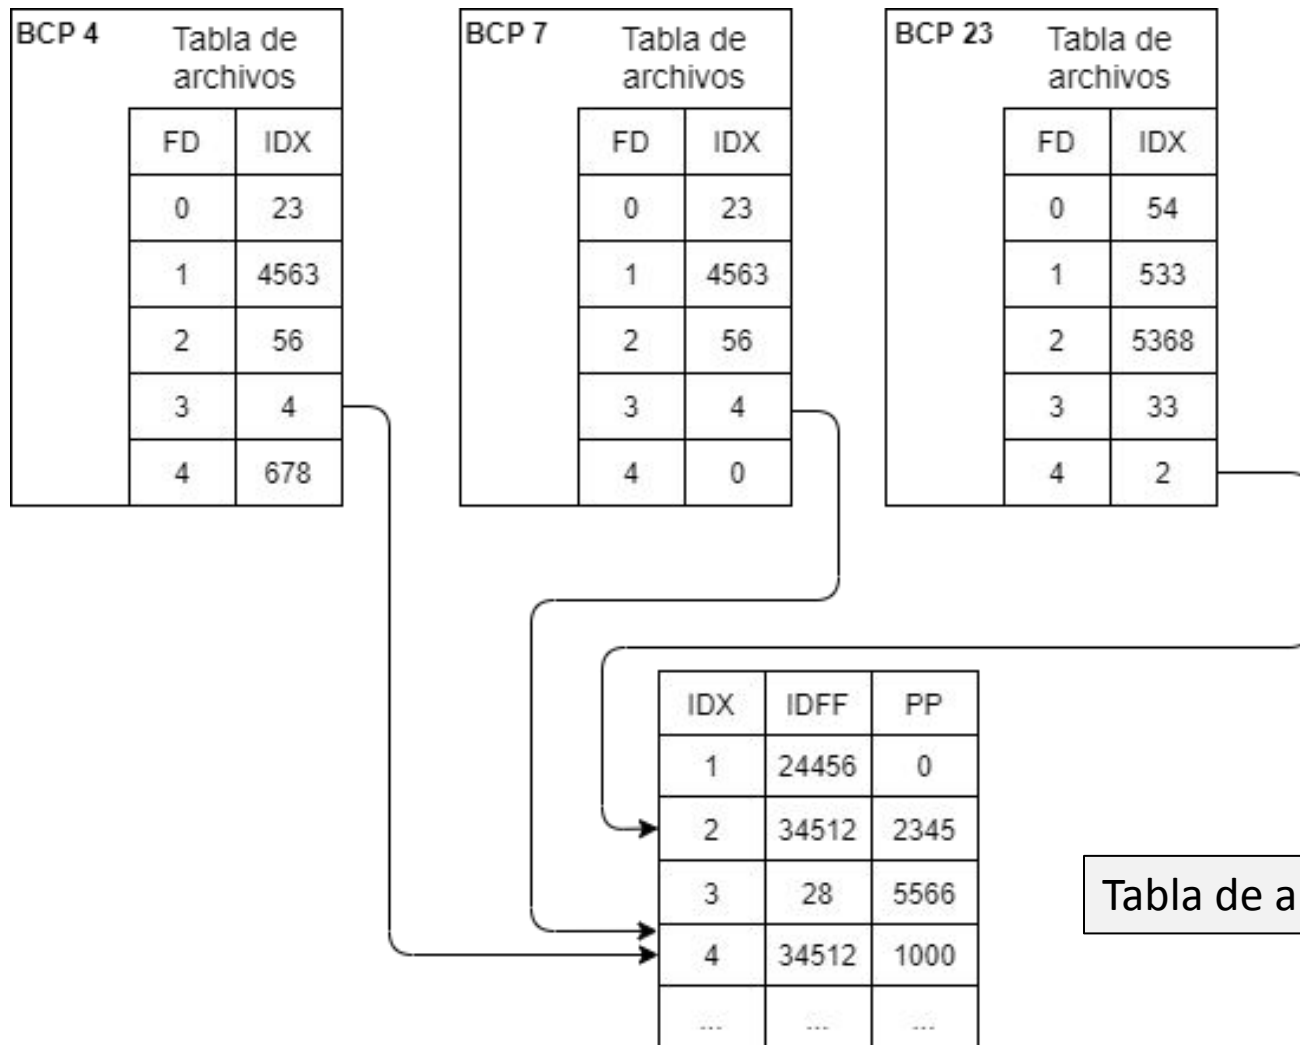 BCP 4
Tabla de
archivos
FD IDX
0 23
1 4563
2 56
3 4
4 678
BCP 7
Tabla de
archivos
FD IDX
0 23
1 4563
2 56
3 4
4 0
BCP 23
Tabla de
archivos
FD IDX
0 54
1 533
2 5368
3 33
4 2
IDX IDFF PP
1 24456 0
2 34512 2345
3 28 5566
4 34512 1000
... ... ...
Tabla de a